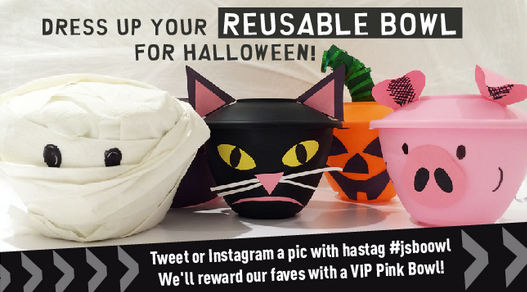 DRESS UP YOUR REUSABLE BOWL
FOR HALLOWEEN!
Tweet or Instagram a pic with hastag #jsboowl
We'll reward our faves with a VIP Pink Bowl!